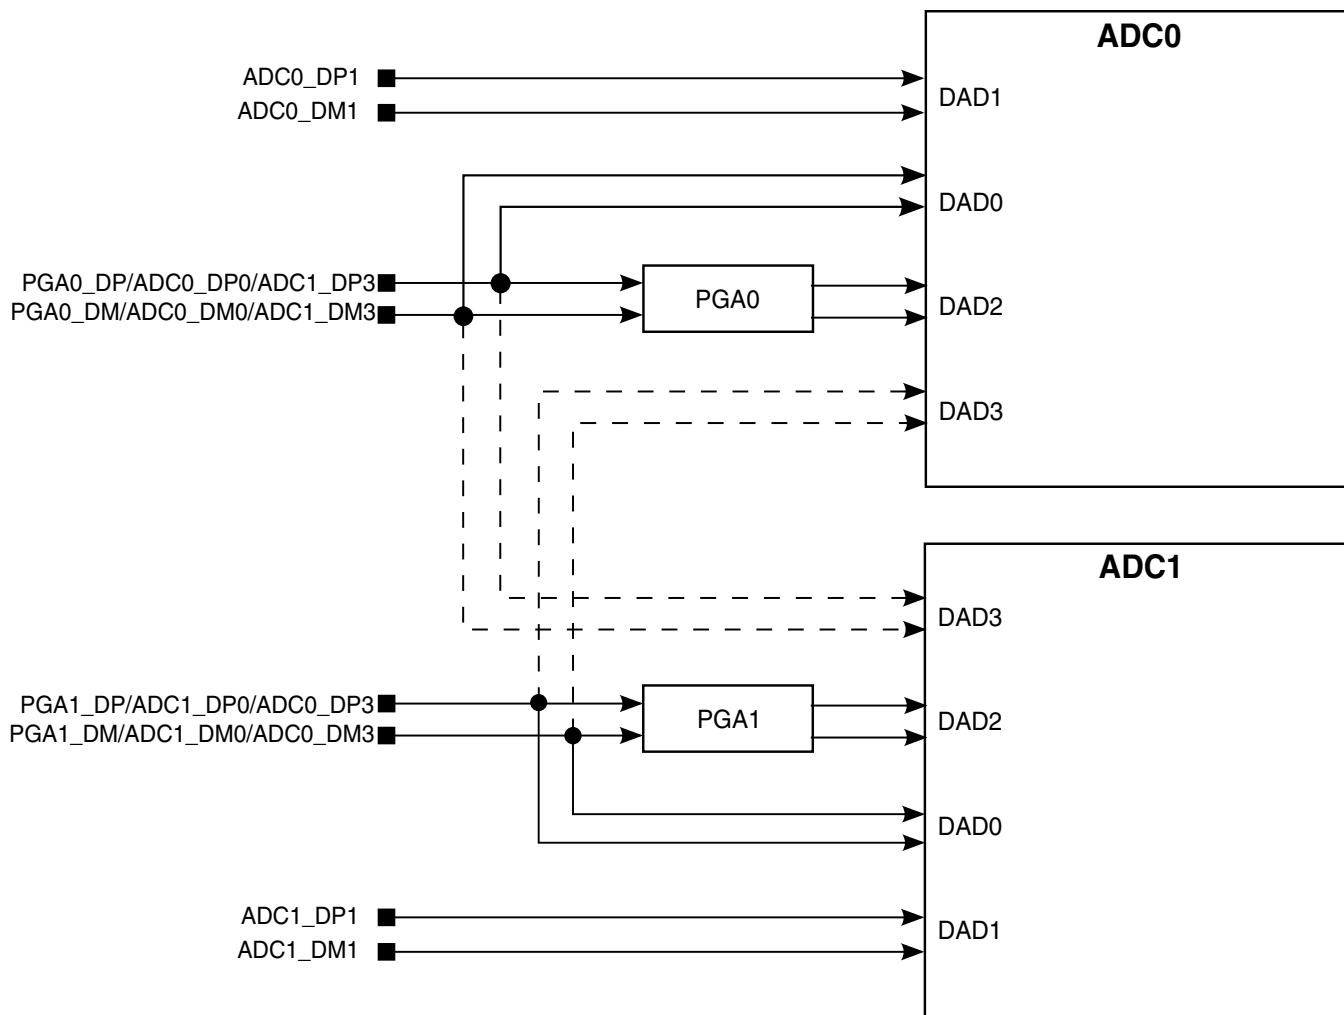 ADC0
ADC0_DP1
ADC0_DM1
DAD1
DAD0
PGA0_DP/ADC0_DP0/ADC1_DP3
PGA0_DM/ADC0_DM0/ADC1_DM3
PGA0
DAD2
DAD3
ADC1
DAD3
PGA1_DP/ADC1_DP0/ADC0_DP3
PGA1_DM/ADC1_DM0/ADC0_DM3
PGA1
DAD2
DAD0
ADC1_DP1
ADC1_DM1
DAD1